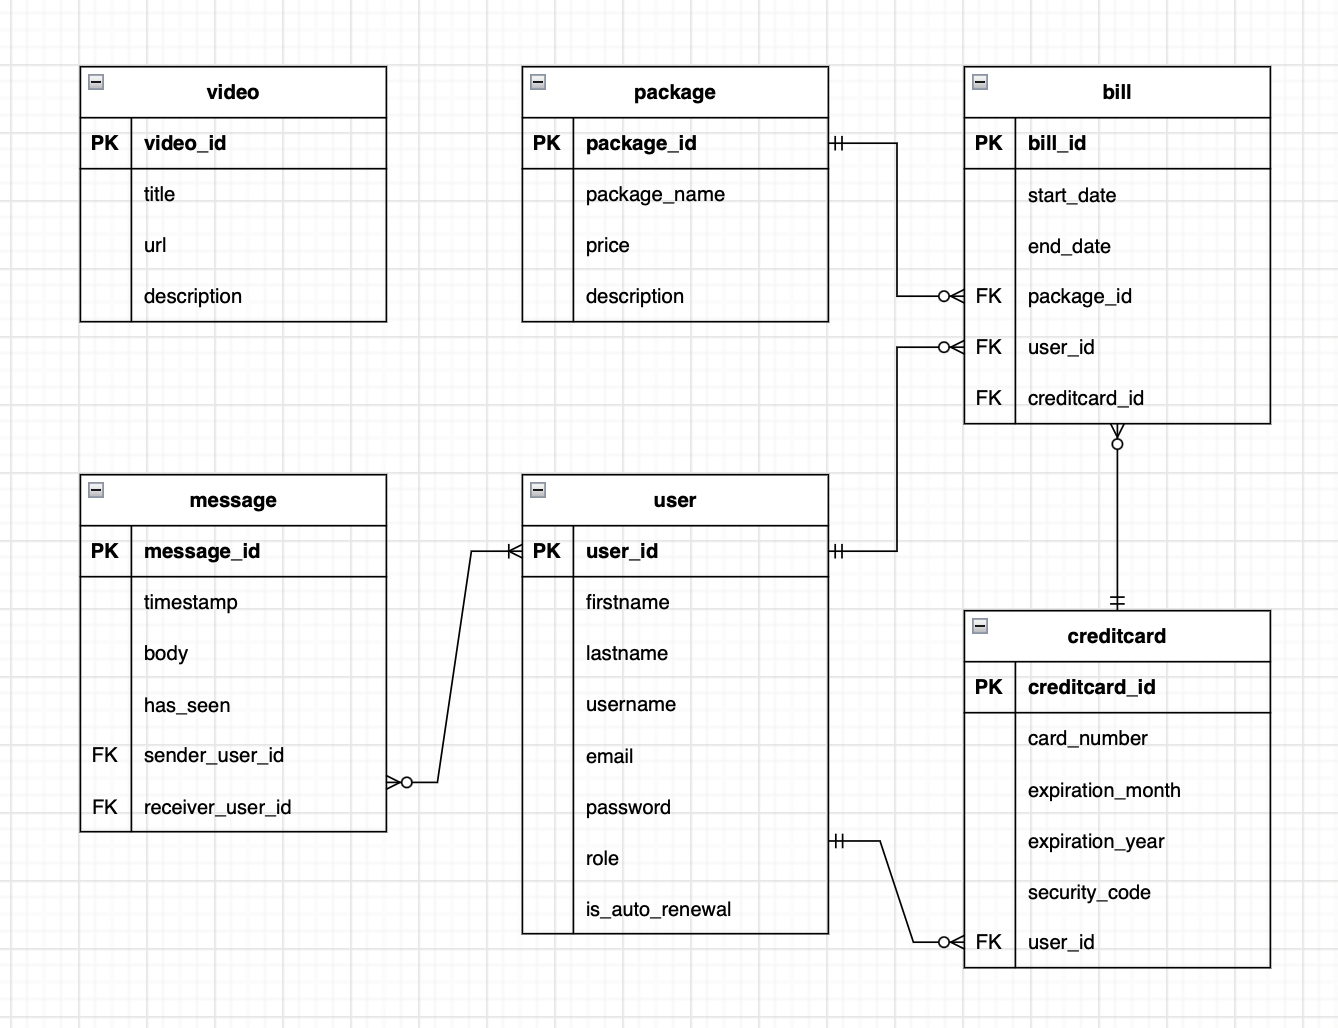 video
PK video_id
title
url
description
package
PK package_id
package_name
price
description
bill
PK bill_id
start_date
end_date
FK package_id
FK user_id
FK creditcard_id
message
PK message_id
timestamp
body
has_seen
FK sender_user_id
FK receiver_user_id
user
PK user_id
firstname
lastname
username
email
password
role
is_auto_renewal
creditcard
PK creditcard_id
card_number
expiration_month
expiration_year
security_code
FK user_id